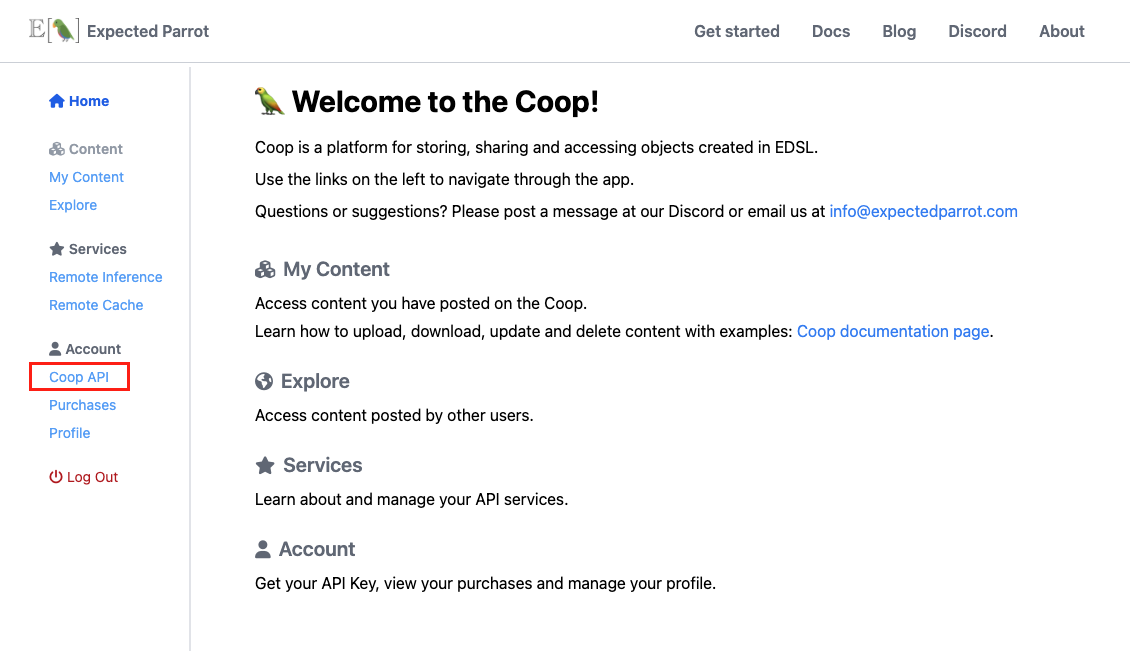 E[] Expected Parrot
Get started Docs Blog Discord About
Home
Content
My Content
Explore
Services
Remote Inference
Remote Cache
Account
Coop API
Purchases
Profile
Log Out
Welcome to the Coop!
Coop is a platform for storing, sharing and accessing objects created in EDSL.
Use the links on the left to navigate through the app.
Questions or suggestions? Please post a message at our Discord or email us at info@expectedparrot.com
My Content
Access content you have posted on the Coop.
Learn how to upload, download, update and delete content with examples: Coop documentation page.
Explore
Access content posted by other users.
Services
Learn about and manage your API services.
Account
Get your API Key, view your purchases and manage your profile.